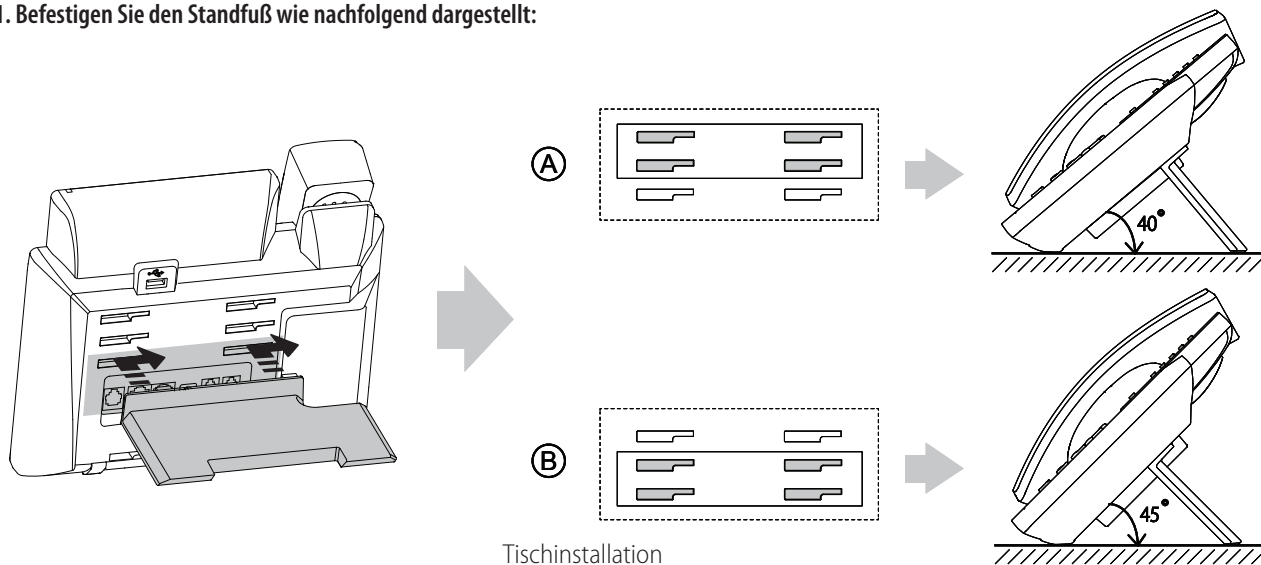 1. Befestigen Sie den Standfuß wie nachfolgend dargestellt:
A
40°
B
45°
Tischinstallation